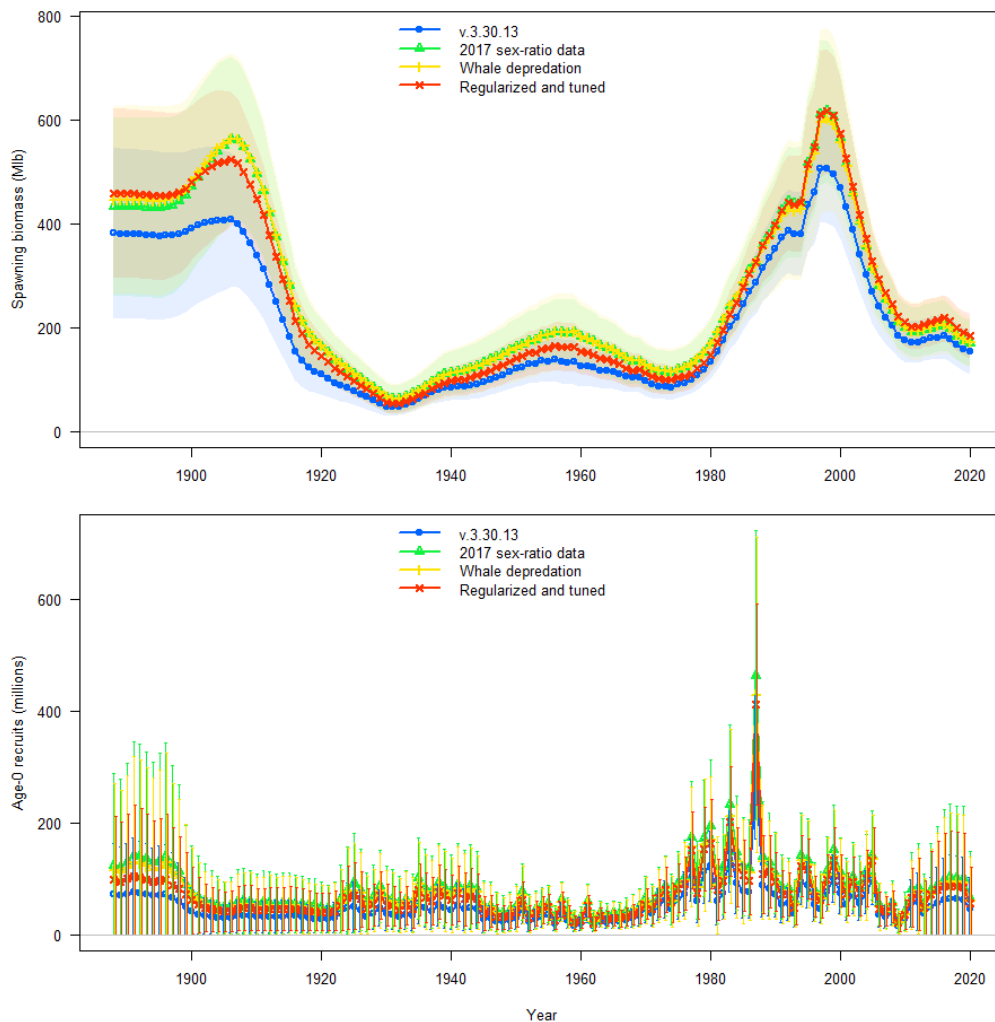 v.3.30.13
2017 sex-ratio data
Whale depredation
Regularized and tuned
Spawning biomass (Mlb)
800
600
400
200
0
1900 1920 1940 1960 1980 2000 2020
v.3.30.13
2017 sex-ratio data
Whale depredation
Regularized and tuned
Age-0 recruits (millions)
600
400
200
0
1900 1920 1940 1960 1980 2000 2020
Year